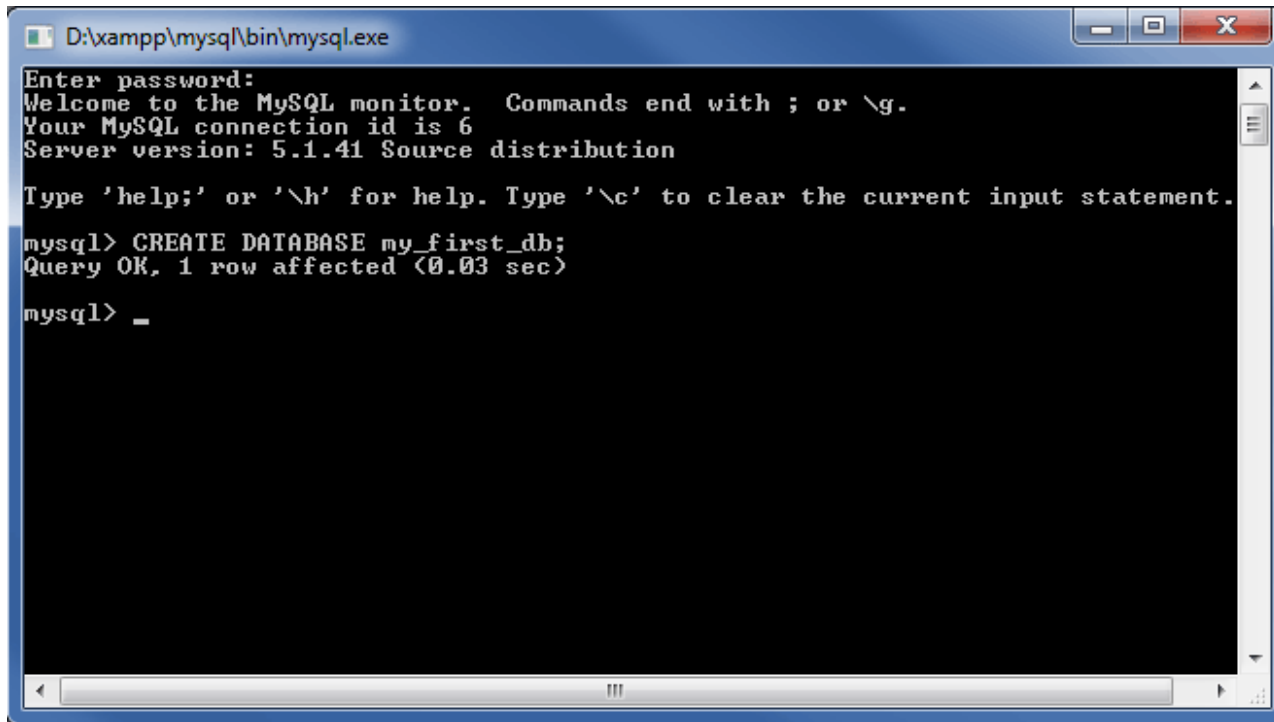 D:\xampp\mysql\bin\mysql.exe
Enter password:
Welcome to the MySQL monitor.  Commands end with ; or \g.
Your MySQL connection id is 6
Server version: 5.1.41 Source distribution
Type 'help;' or '\h' for help. Type '\c' to clear the current input statement.
mysql> CREATE DATABASE my_first_db;
Query OK, 1 row affected (0.03 sec)
mysql> _